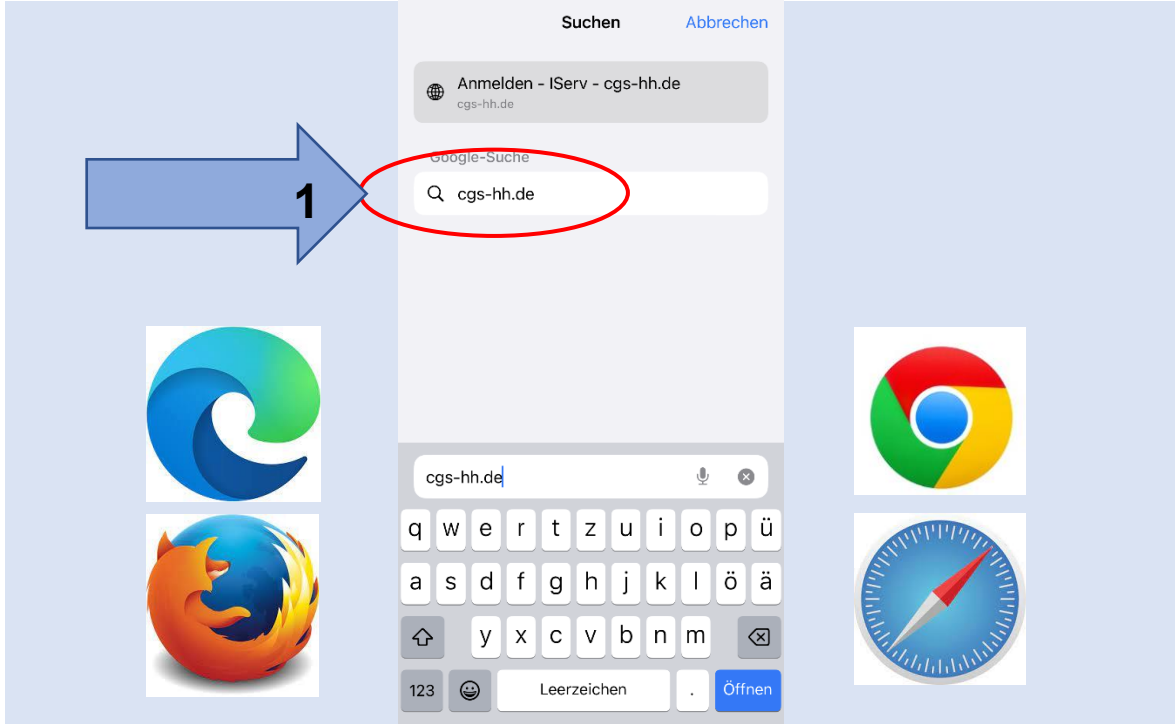 Suchen Abbrechen
Anmelden - IServ - cgs-hh.de
cgs-hh.de
Google-Suche
1
cgs-hh.de
cgs-hh.de
q w e r t z u i o p ü
a s d f g h j k l ö ä
y x c v b n m
123 Leerzeichen . Öffnen